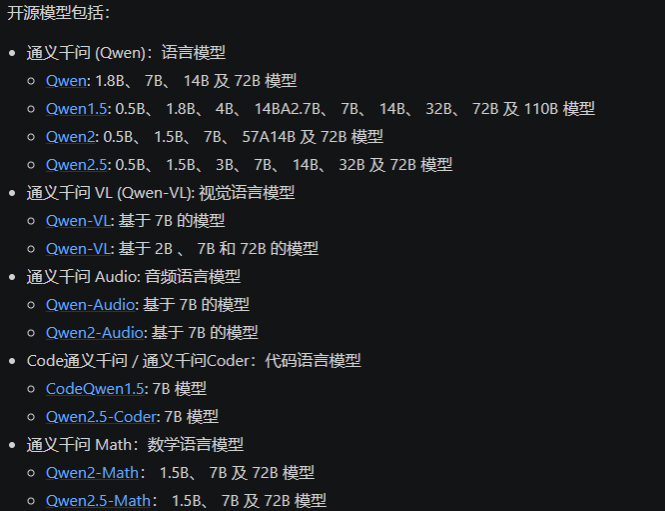 开源模型包括：
通义千问 (Qwen)：语言模型
Qwen: 1.8B、 7B、 14B 及 72B 模型
Qwen1.5: 0.5B、 1.8B、 4B、 14BA2.7B、 7B、 14B、 32B、 72B 及 110B 模型
Qwen2: 0.5B、 1.5B、 7B、 57A14B 及 72B 模型
Qwen2.5: 0.5B、 1.5B、 3B、 7B、 14B、 32B 及 72B 模型
通义千问 VL (Qwen-VL): 视觉语言模型
Qwen-VL: 基于 7B 的模型
Qwen-VL: 基于 2B 、 7B 和 72B 的模型
通义千问 Audio: 音频语言模型
Qwen-Audio: 基于 7B 的模型
Qwen2-Audio: 基于 7B 的模型
Code通义千问 / 通义千问Coder：代码语言模型
CodeQwen1.5: 7B 模型
Qwen2.5-Coder: 7B 模型
通义千问 Math：数学语言模型
Qwen2-Math： 1.5B、 7B 及 72B 模型
Qwen2.5-Math： 1.5B、 7B 及 72B 模型